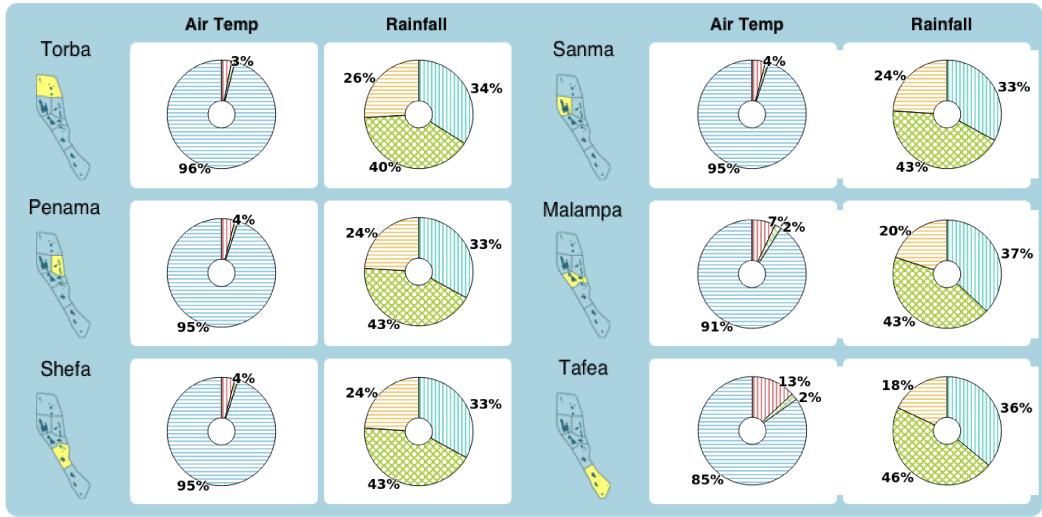 Air Temp Rainfall Air Temp Rainfall
Torba 3% 96% 26% 34% 40%
Sanma 4% 95% 24% 33% 43%
Penama 4% 95% 24% 33% 43%
Malampa 7% 2% 91% 20% 37% 43%
Shefa 4% 95% 24% 33% 43%
Tafea 13% 2% 85% 18% 36% 46%